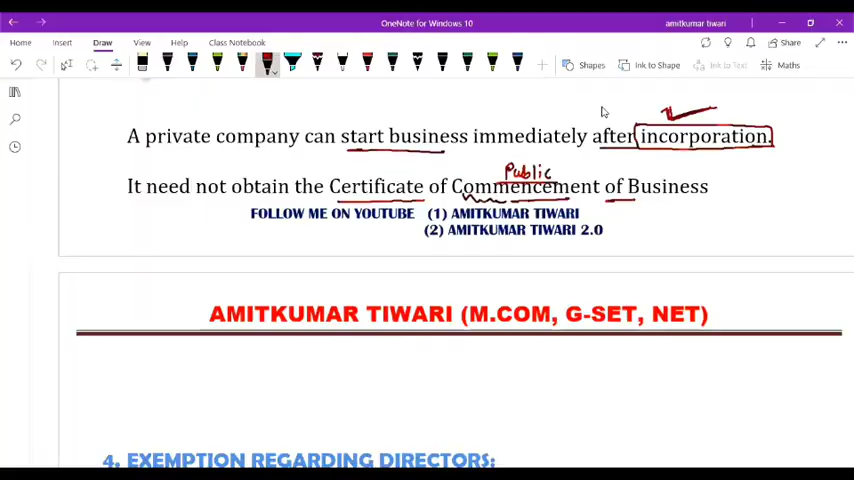 OneNote for Windows 10
amitkumar tiwari
Home Insert Draw View Help Class Notebook
Share
Shapes Ink to Shape Ink to Text Maths
A private company can start business immediately after incorporation.
Public
It need not obtain the Certificate of Commencement of Business
FOLLOW ME ON YOUTUBE (1) AMITKUMAR TIWARI
(2) AMITKUMAR TIWARI 2.0
AMITKUMAR TIWARI (M.COM, G-SET, NET)
4. EXEMPTION REGARDING DIRECTORS: